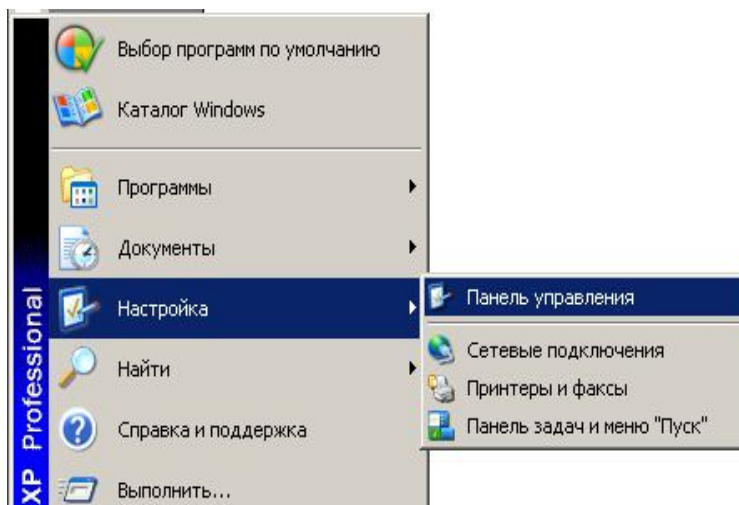 Выбор программ по умолчанию
Каталог Windows
Программы
Документы
Настройка
Найти
Справка и поддержка
Выполнить...
Панель управления
Сетевые подключения
Принтеры и факсы
Панель задач и меню "Пуск"
XP Professional